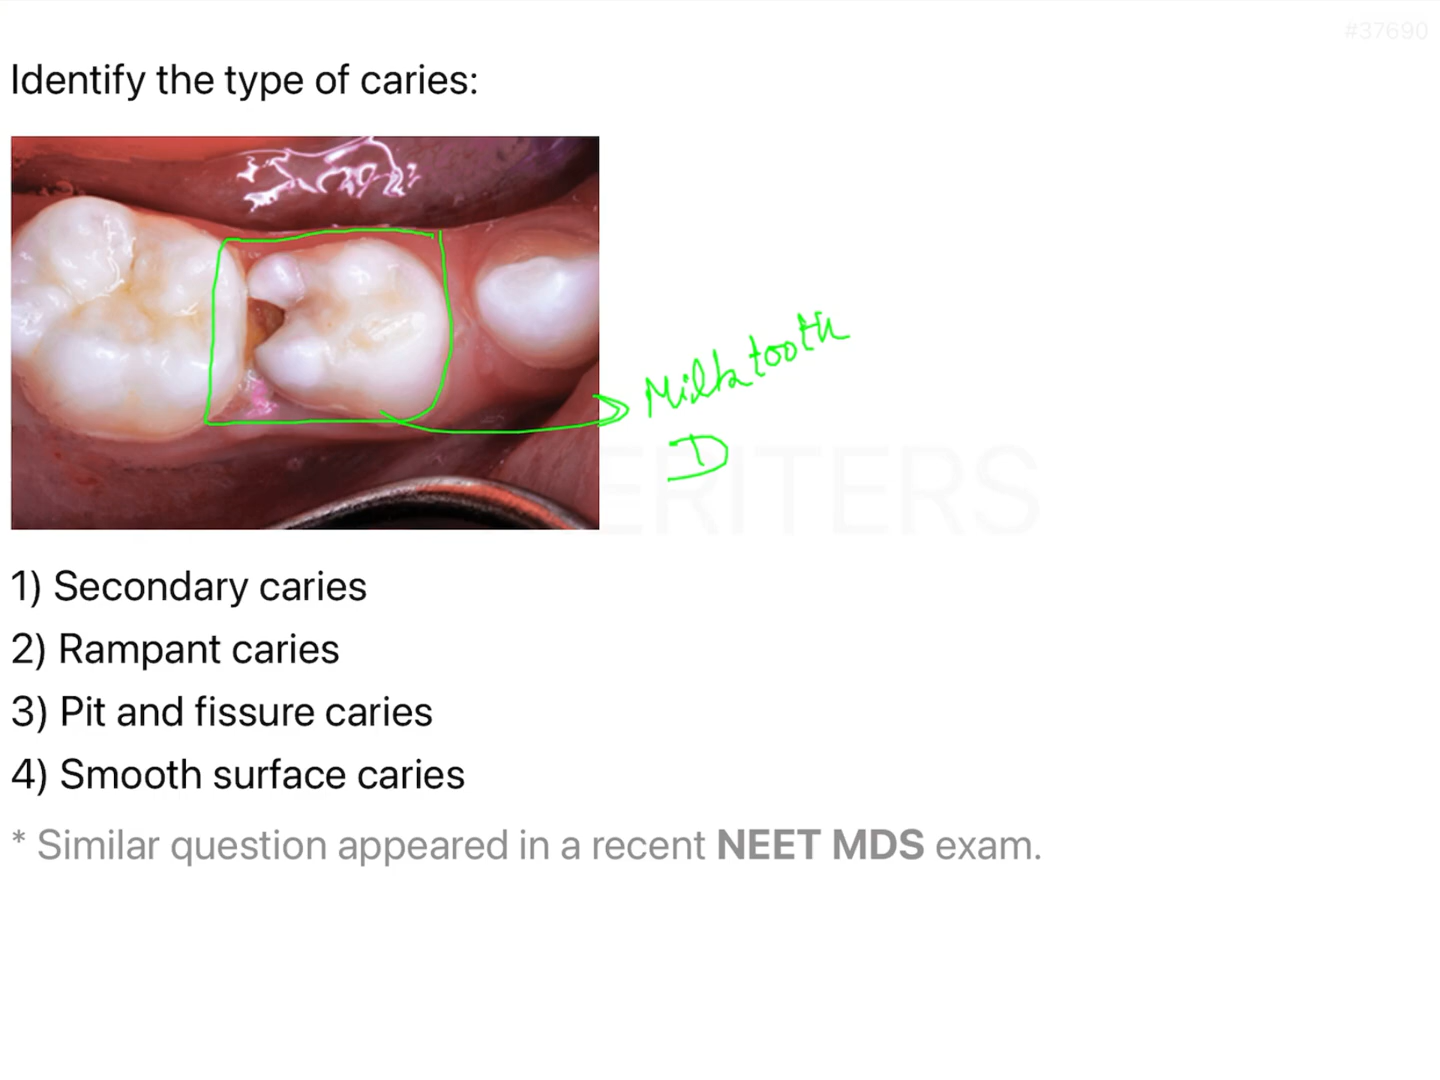 #37690
Identify the type of caries:
Milk tooth
D
ERITERS
1) Secondary caries
2) Rampant caries
3) Pit and fissure caries
4) Smooth surface caries
* Similar question appeared in a recent NEET MDS exam.